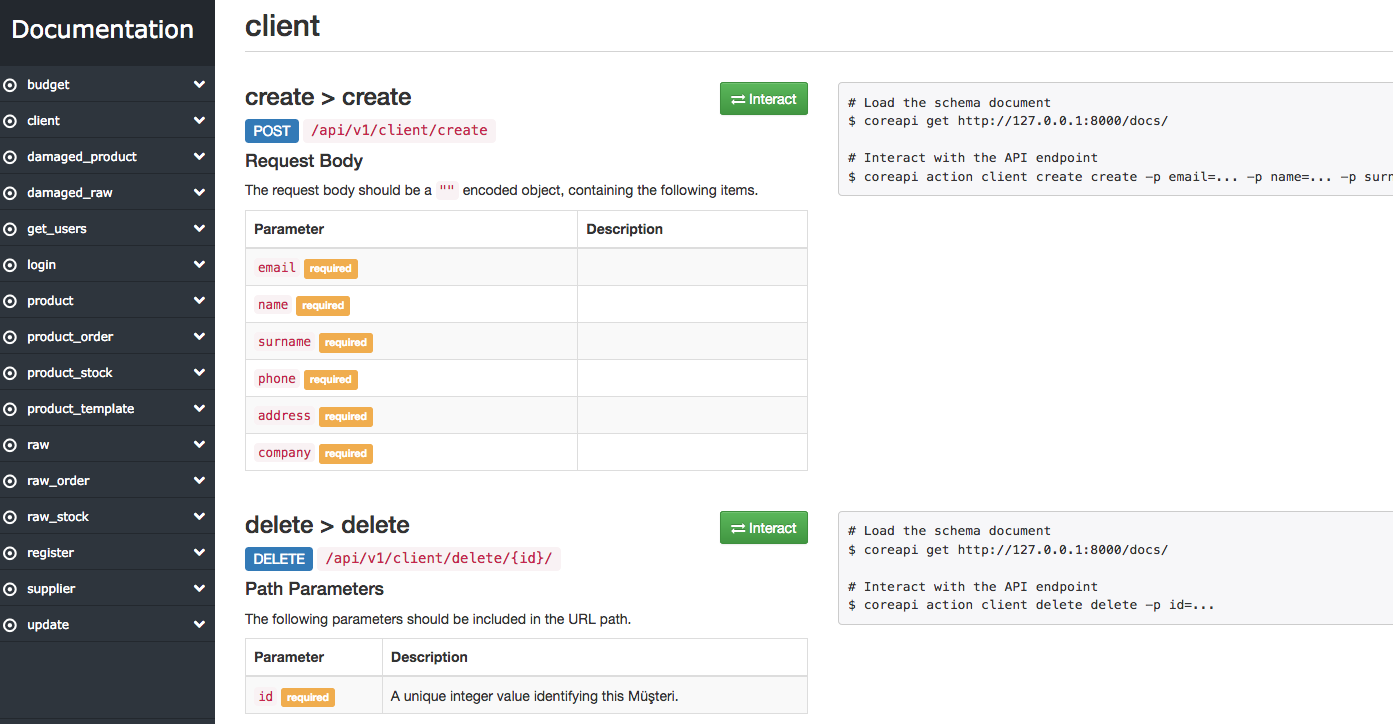 Documentation
budget
client
damaged_product
damaged_raw
get_users
login
product
product_order
product_stock
product_template
raw
raw_order
raw_stock
register
supplier
update
client
create > create
Interact
POST /api/v1/client/create
Request Body
The request body should be a "" encoded object, containing the following items.
Parameter Description
email required
name required
surname required
phone required
address required
company required
# Load the schema document
$ coreapi get http://127.0.0.1:8000/docs/
# Interact with the API endpoint
$ coreapi action client create create -p email=... -p name=... -p surn
delete > delete
Interact
DELETE /api/v1/client/delete/{id}/
Path Parameters
The following parameters should be included in the URL path.
Parameter Description
id required A unique integer value identifying this Müşteri.
# Load the schema document
$ coreapi get http://127.0.0.1:8000/docs/
# Interact with the API endpoint
$ coreapi action client delete delete -p id=...